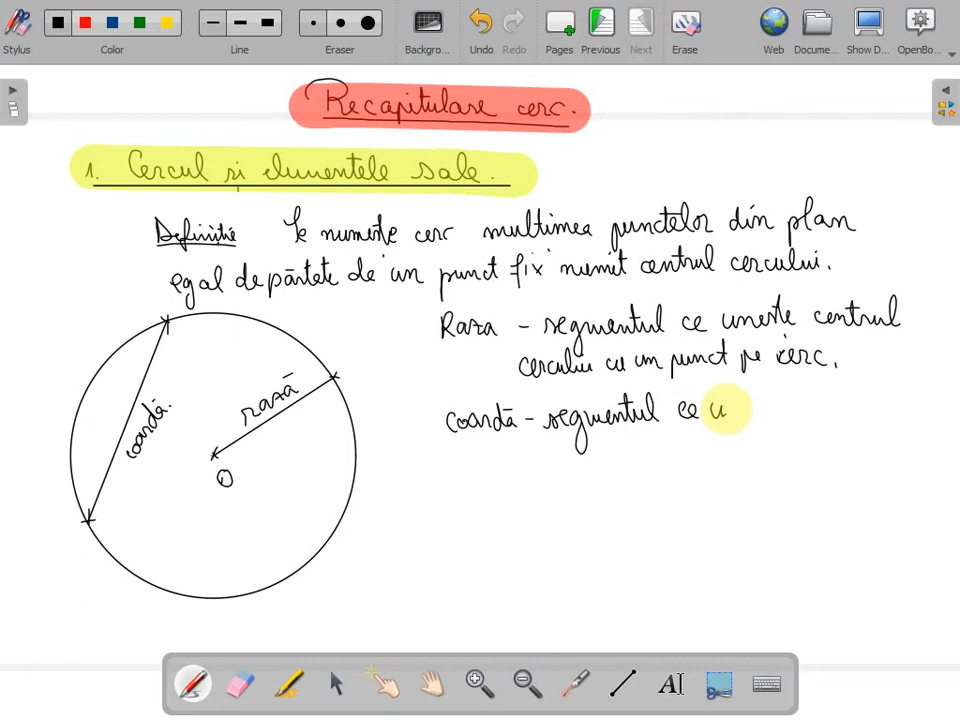 Stylus
Color
Line
Eraser
Backgro...
Undo
Redo
Pages
Previous
Next
Erase
Web
Docume...
Show D...
OpenBo...
Recapitulare cerc.
1. Cercul și elementele sale.
Definiție Se numește cerc multimea punctelor din plan
egal depărtate de un punct fix numit centrul cercului.
Raza - segmentul ce unește centrul
cercului cu un punct pe cerc.
coardă - segmentul ce u
coardă.
rază
O
AI